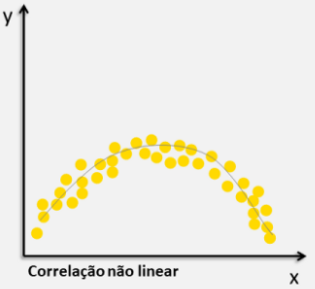 y
Correlação não linear
x